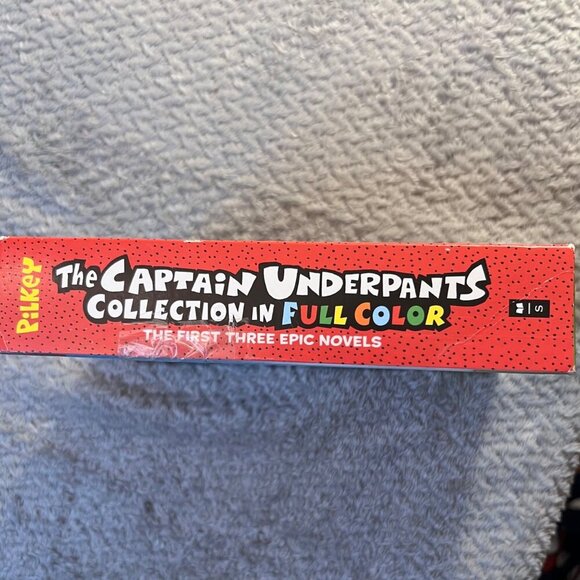 PILKEY
The CAPTAIN UNDERPANTS
COLLECTION IN FULL COLOR
THE FIRST THREE EPIC NOVELS
S